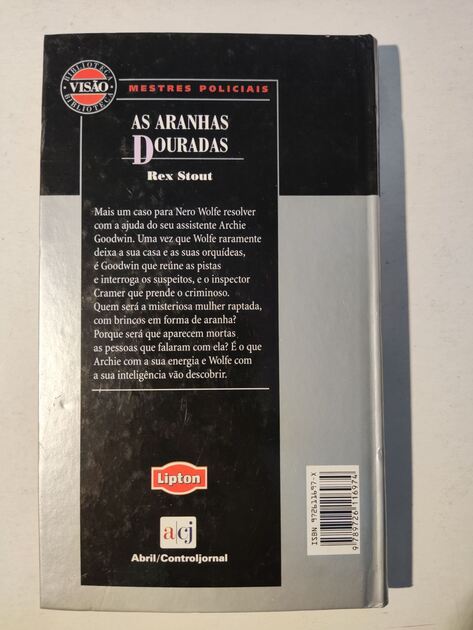 BIBLIOTECA
VISÃO
BIBLIOTECA
MESTRES POLICIAIS
AS ARANHAS
DOURADAS
Rex Stout
Mais um caso para Nero Wolfe resolver
com a ajuda do seu assistente Archie
Goodwin. Uma vez que Wolfe raramente
deixa a sua casa e as suas orquídeas,
é Goodwin que reúne as pistas
e interroga os suspeitos, e o inspector
Cramer que prende o criminoso.
Quem será a misteriosa mulher raptada,
com brincos em forma de aranha?
Porque será que aparecem mortas
as pessoas que falaram com ela? É o que
Archie com a sua energia e Wolfe com
a sua inteligência vão descobrir.
Lipton
a/cj
Abril/Controljornal
ISBN 972611697-X
9789726116974